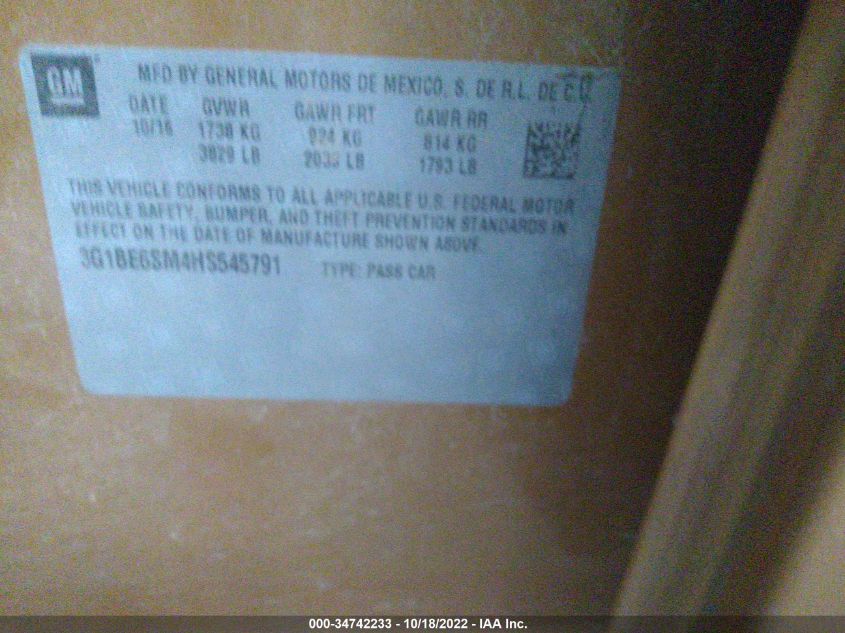 GM
MFD BY GENERAL MOTORS DE MEXICO, S. DE R.L. DE C.V.
DATE GVWR GAWR FRT GAWR RR
10/16 1738 KG 924 KG 814 KG
3829 LB 2035 LB 1793 LB
THIS VEHICLE CONFORMS TO ALL APPLICABLE U.S. FEDERAL MOTOR
VEHICLE SAFETY, BUMPER, AND THEFT PREVENTION STANDARDS IN
EFFECT ON THE DATE OF MANUFACTURE SHOWN ABOVE.
3G1BE6SM4HS545791 TYPE: PASS CAR
000-34742233 - 10/18/2022 - IAA Inc.